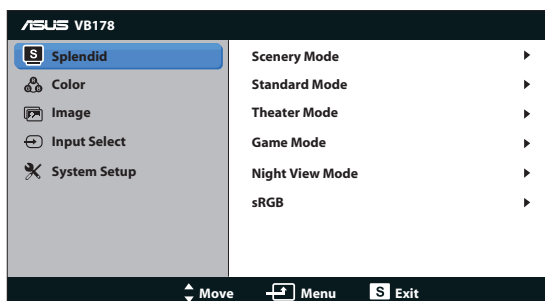 ASUS VB178
S Splendid
Color
Image
Input Select
System Setup
Scenery Mode
Standard Mode
Theater Mode
Game Mode
Night View Mode
sRGB
Move Menu S Exit